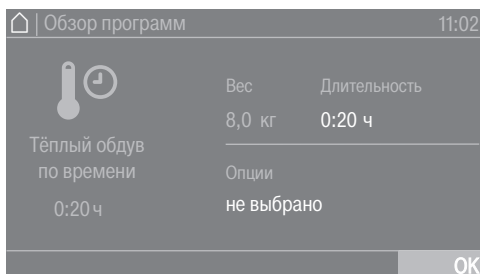 | Обзор программ 11:02
Тёплый обдув
по времени
0:20 ч
Вес Длительность
8,0 кг 0:20 ч
Опции
не выбрано
OK